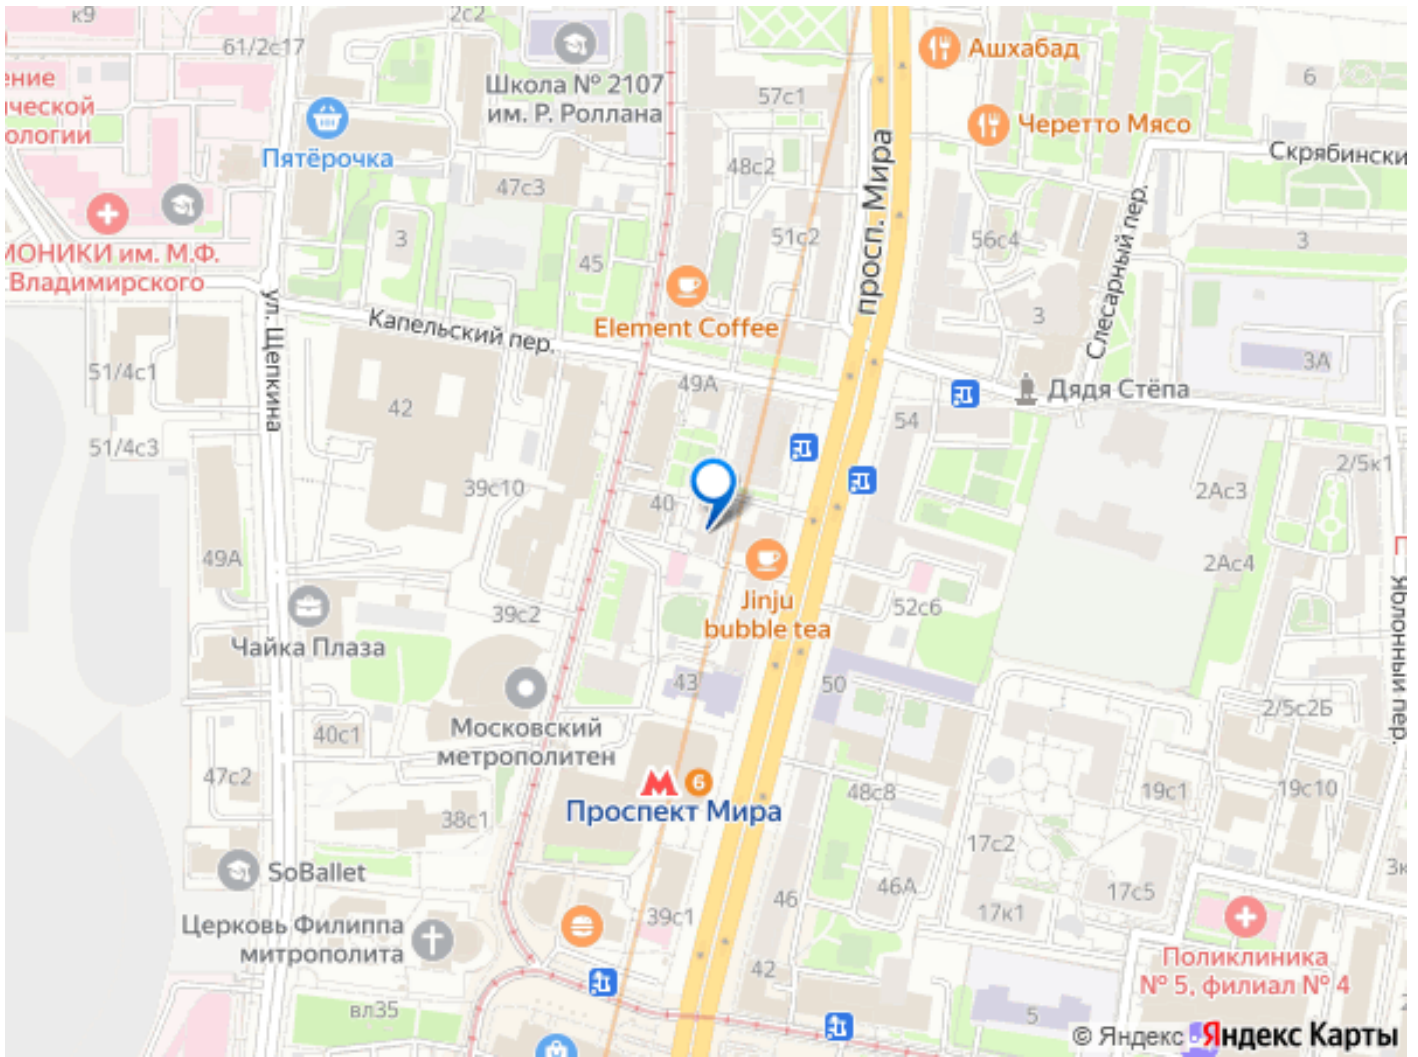 к9
2с2
61/2с17
Школа № 2107
им. Р. Роллана
57с1
Ашхабад
6
ение
ической
ологии
Пятёрочка
Черетто Мясо
просп. Мира
Скрябински
48с2
47с3
Слесарный пер.
МОНИКИ им. М.Ф.
Владимирского
3
45
51с2
56с4
3
ул. Щепкина
Капельский пер.
Element Coffee
3
3А
51/4с1
42
49А
Дядя Стёпа
54
51/4с3
39с10
40
2/5к1
2Ас3
49А
2Ас4
П
Яблонный пер.
Чайка Плаза
39с2
Jinju
bubble tea
52с6
43
50
Московский
метрополитен
40с1
2/5с2Б
47с2
М 6
Проспект Мира
48с8
19с1
19с10
38с1
17с2
SoBallet
46А
17с5
3к
46
17к1
39с1
Церковь Филиппа
митрополита
Поликлиника
№ 5, филиал № 4
42
вл35
5
© Яндекс Яндекс Карты